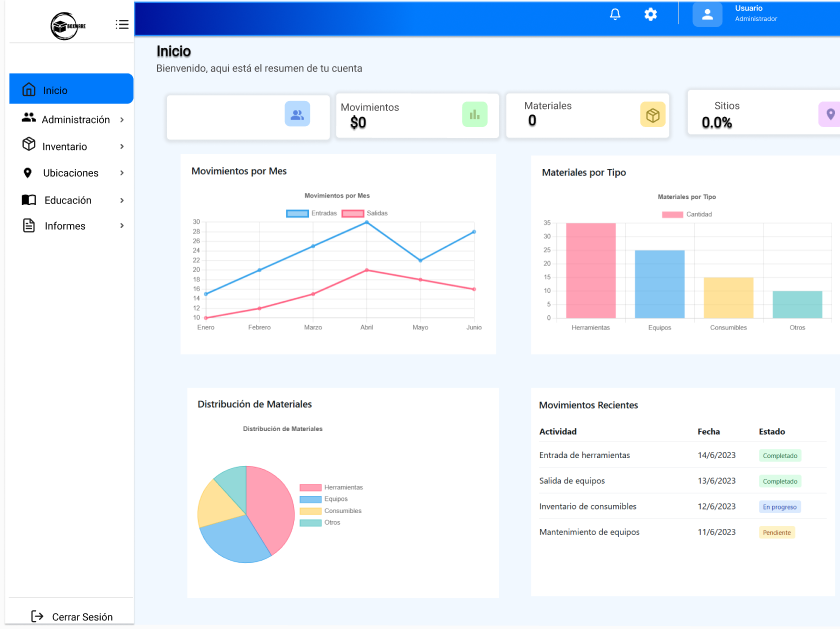 Usuario
Administrador
Inicio
Bienvenido, aqui está el resumen de tu cuenta
Inicio
Administración
Inventario
Ubicaciones
Educación
Informes
Cerrar Sesión
Movimientos
$0
Materiales
0
Sitios
0.0%
Movimientos por Mes
Movimientos por Mes
Entradas Salidas
30
28
26
24
22
20
18
16
14
12
10
Enero Febrero Marzo Abril Mayo Junio
Materiales por Tipo
Materiales por Tipo
Cantidad
35
30
25
20
15
10
5
0
Herramientas Equipos Consumibles Otros
Distribución de Materiales
Distribución de Materiales
Herramientas
Equipos
Consumibles
Otros
Movimientos Recientes
Actividad Fecha Estado
Entrada de herramientas 14/6/2023 Completado
Salida de equipos 13/6/2023 Completado
Inventario de consumibles 12/6/2023 En progreso
Mantenimiento de equipos 11/6/2023 Pendiente